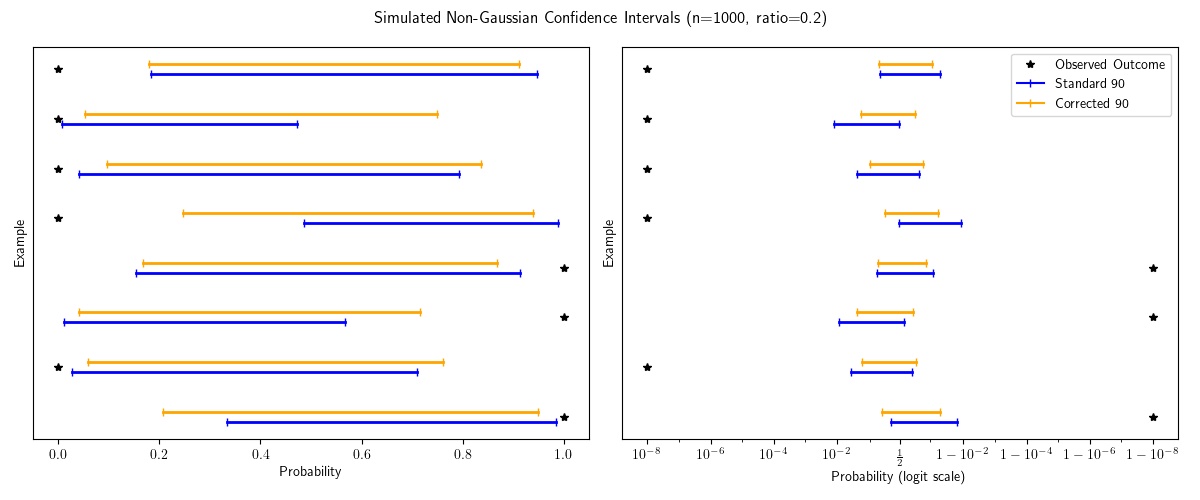 Simulated Non-Gaussian Confidence Intervals (n=1000, ratio=0.2)
Example
0.0 0.2 0.4 0.6 0.8 1.0
Probability
Example
Observed Outcome
Standard 90
Corrected 90
10⁻⁸ 10⁻⁶ 10⁻⁴ 10⁻² 1/2 1 − 10⁻² 1 − 10⁻⁴ 1 − 10⁻⁶ 1 − 10⁻⁸
Probability (logit scale)